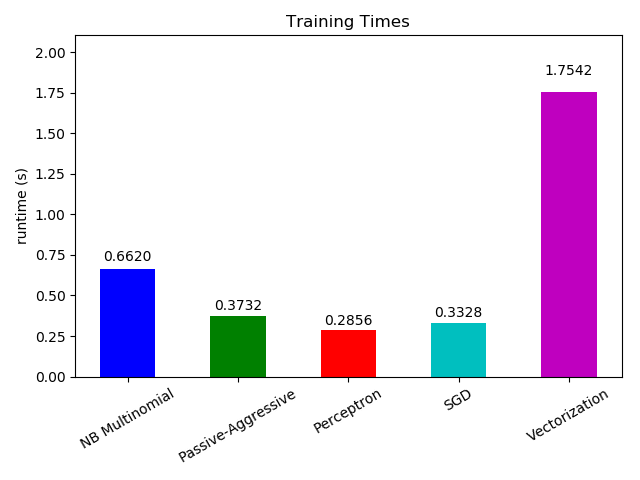 Training Times
runtime (s)
2.00
1.75
1.50
1.25
1.00
0.75
0.50
0.25
0.00
0.6620
0.3732
0.2856
0.3328
1.7542
NB Multinomial
Passive-Aggressive
Perceptron
SGD
Vectorization